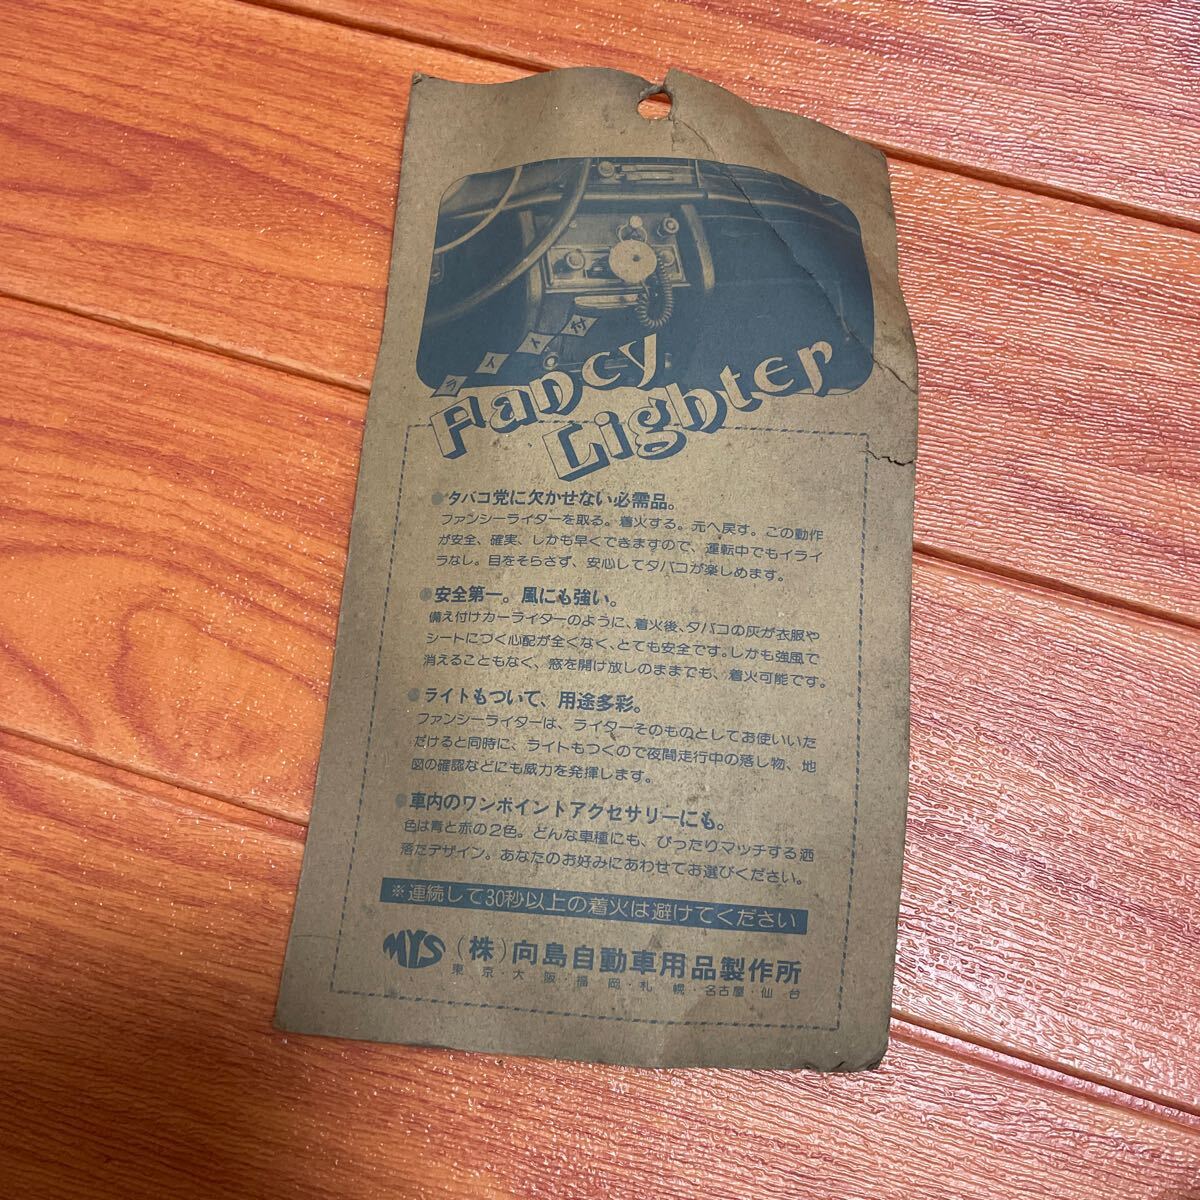 ラスメ付
Fancy
Lighter
●タバコ党に欠かせない必需品。
ファンシーライターを取る。着火する。元へ戻す。この動作
が安全、確実、しかも早くできますので、運転中でもイライ
ラなし。目をそらさず、安心してタバコが楽しめます。
●安全第一。風にも強い。
備え付けカーライターのように、着火後、タバコの灰が衣服や
シートにつく心配が全くなく、とても安全です。しかも強風で
消えることもなく、窓を開け放しのままでも、着火可能です。
●ライトもついて、用途多彩。
ファンシーライターは、ライターそのものとしてお使いいた
だけると同時に、ライトもつくので夜間走行中の落し物、地
図の確認などにも威力を発揮します。
●車内のワンポイントアクセサリーにも。
色は青と赤の2色。どんな車種にも、ぴったりマッチする洒
落たデザイン。あなたのお好みにあわせてお選びください。
※連続して30秒以上の着火は避けてください
MYS (株)向島自動車用品製作所
東京・大阪・福岡・札幌・名古屋・仙台